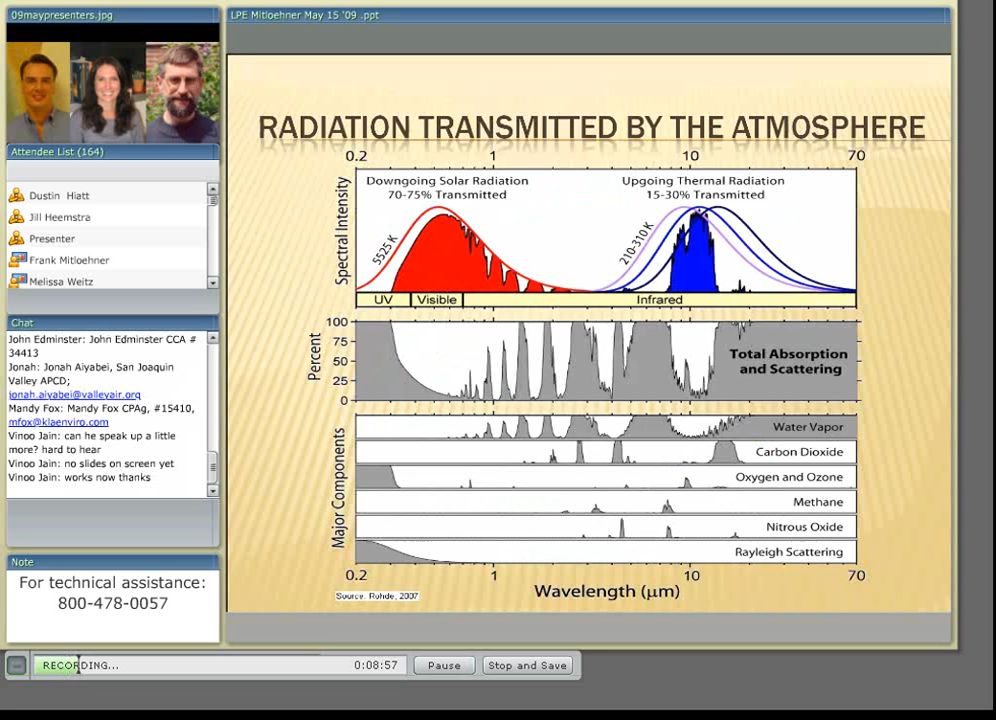 09maypresenters.jpg
Attendee List (164)
Dustin Hiatt
Jill Heemstra
Presenter
Frank Mitloehner
Melissa Weitz
Chat
John Edminster: John Edminster CCA #
34413
Jonah: Jonah Aiyabei, San Joaquin
Valley APCD;
jonah.aiyabei@valleyair.org
Mandy Fox: Mandy Fox CPAg, #15410,
mfox@klaenviro.com
Vinoo Jain: can he speak up a little
more? hard to hear
Vinoo Jain: no slides on screen yet
Vinoo Jain: works now thanks
Note
For technical assistance:
800-478-0057
LPE Mitloehner May 15 '09 .ppt
RADIATION TRANSMITTED BY THE ATMOSPHERE
0.2 1 10 70
Downgoing Solar Radiation
70-75% Transmitted
Upgoing Thermal Radiation
15-30% Transmitted
Spectral Intensity
5525 K
210-310 K
UV Visible Infrared
Percent
100
75
50
25
0
Total Absorption
and Scattering
Major Components
Water Vapor
Carbon Dioxide
Oxygen and Ozone
Methane
Nitrous Oxide
Rayleigh Scattering
0.2 1 10 70
Wavelength (μm)
Source. Rohde, 2007
RECORDING... 0:08:57 Pause Stop and Save